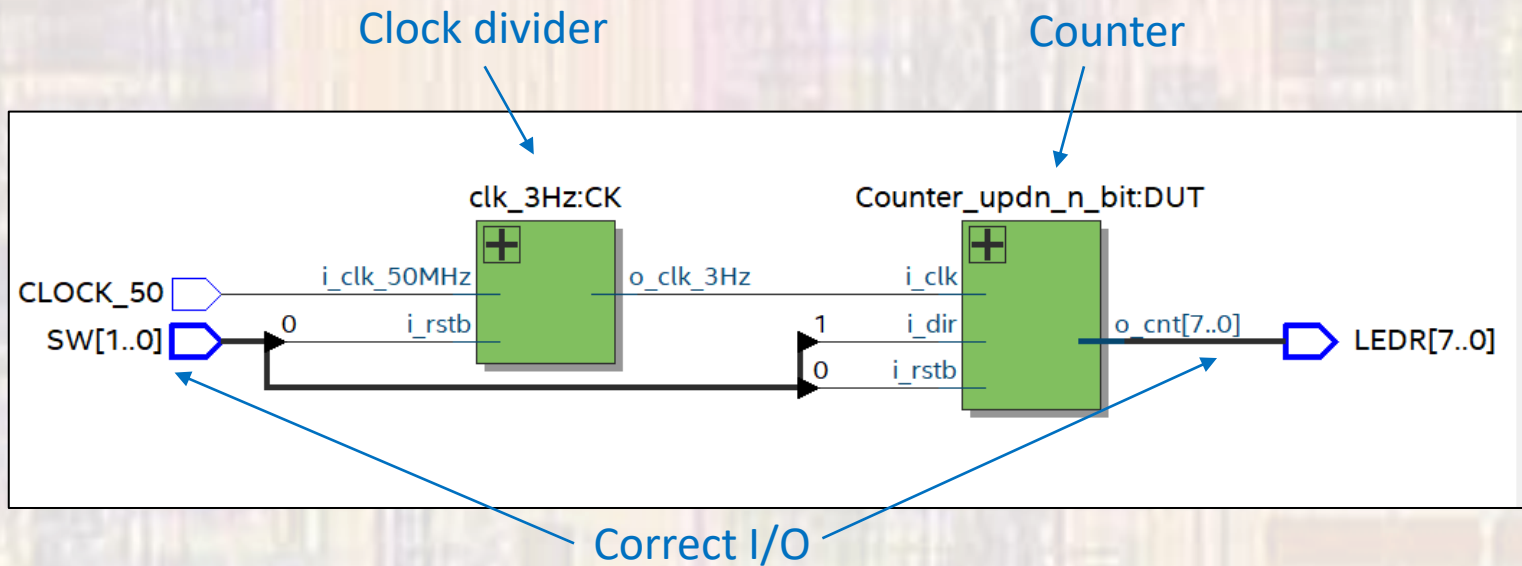 Clock divider
Counter
clk_3Hz:CK
Counter_updn_n_bit:DUT
CLOCK_50
i_clk_50MHz
o_clk_3Hz
i_clk
SW[1..0]
0
i_rstb
1
i_dir
o_cnt[7..0]
LEDR[7..0]
0
i_rstb
Correct I/O